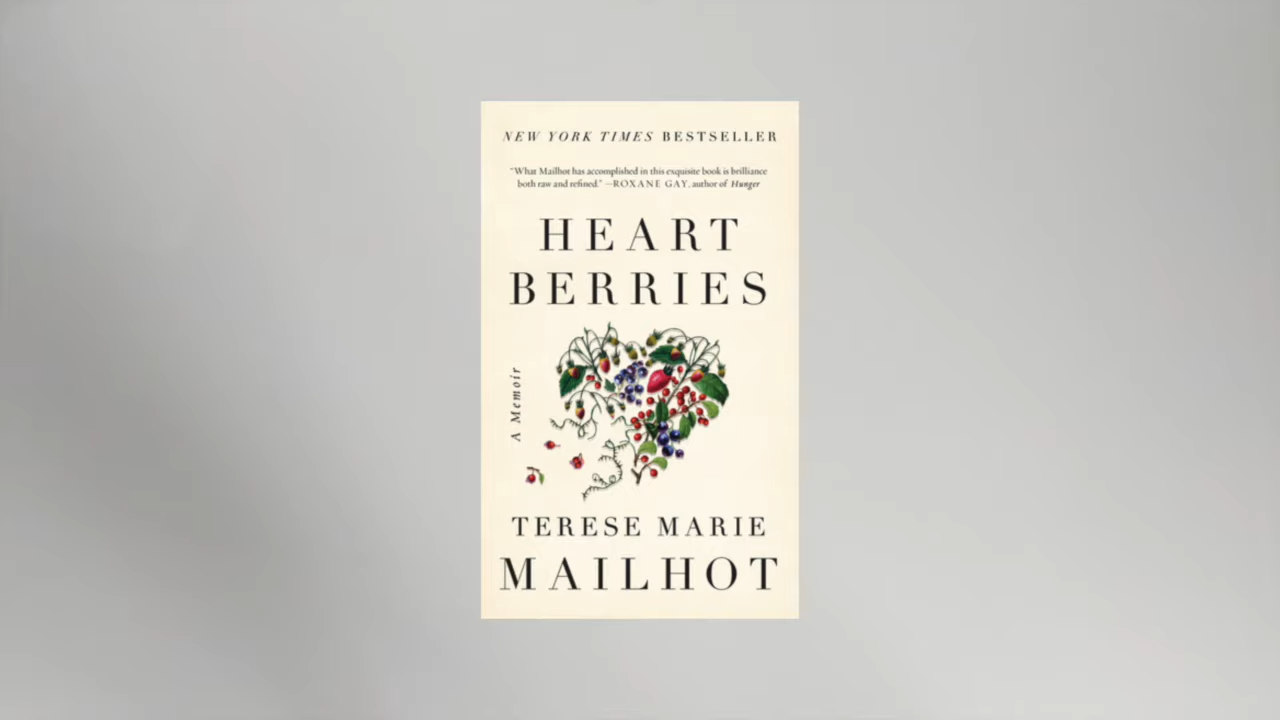 NEW YORK TIMES BESTSELLER
“What Mailhot has accomplished in this exquisite book is brilliance
both raw and refined.” —ROXANE GAY, author of Hunger
HEART
BERRIES
A Memoir
TERESE MARIE
MAILHOT